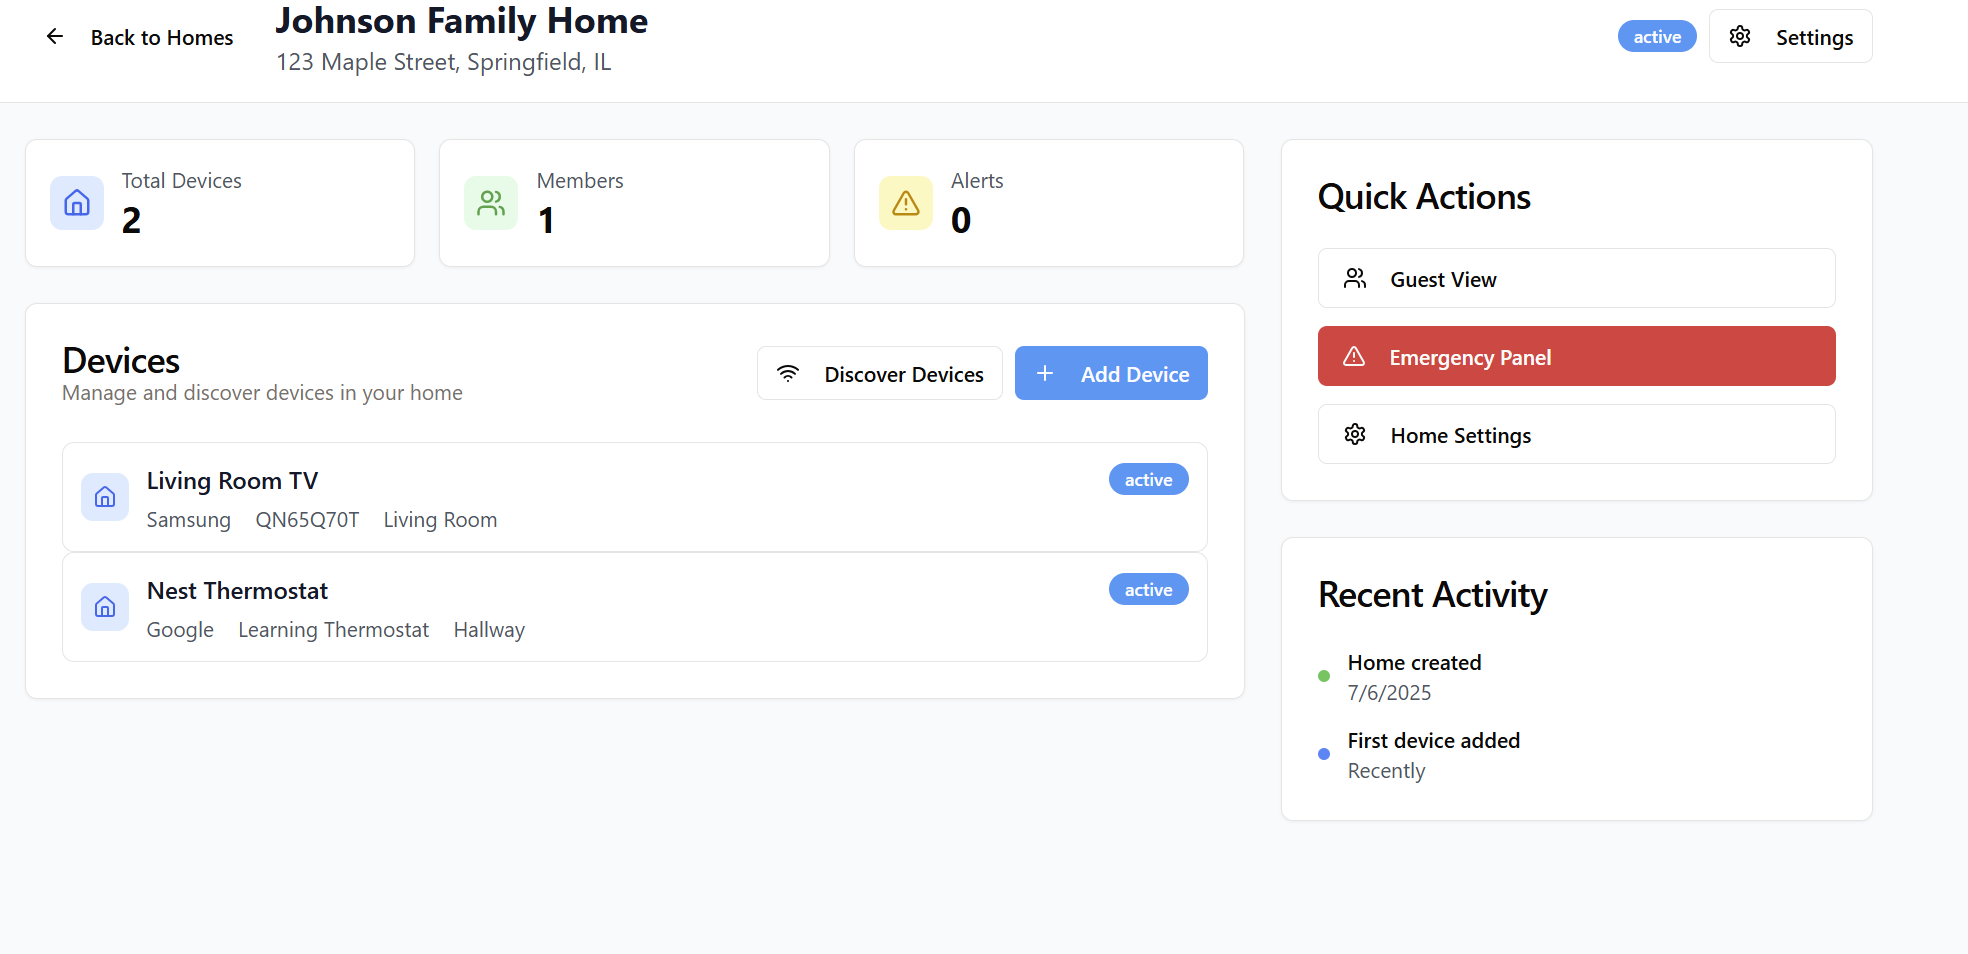 Back to Homes
Johnson Family Home
123 Maple Street, Springfield, IL
active
Settings
Total Devices
2
Members
1
Alerts
0
Devices
Manage and discover devices in your home
Discover Devices
Add Device
Living Room TV
active
Samsung QN65Q70T Living Room
Nest Thermostat
active
Google Learning Thermostat Hallway
Quick Actions
Guest View
Emergency Panel
Home Settings
Recent Activity
Home created
7/6/2025
First device added
Recently